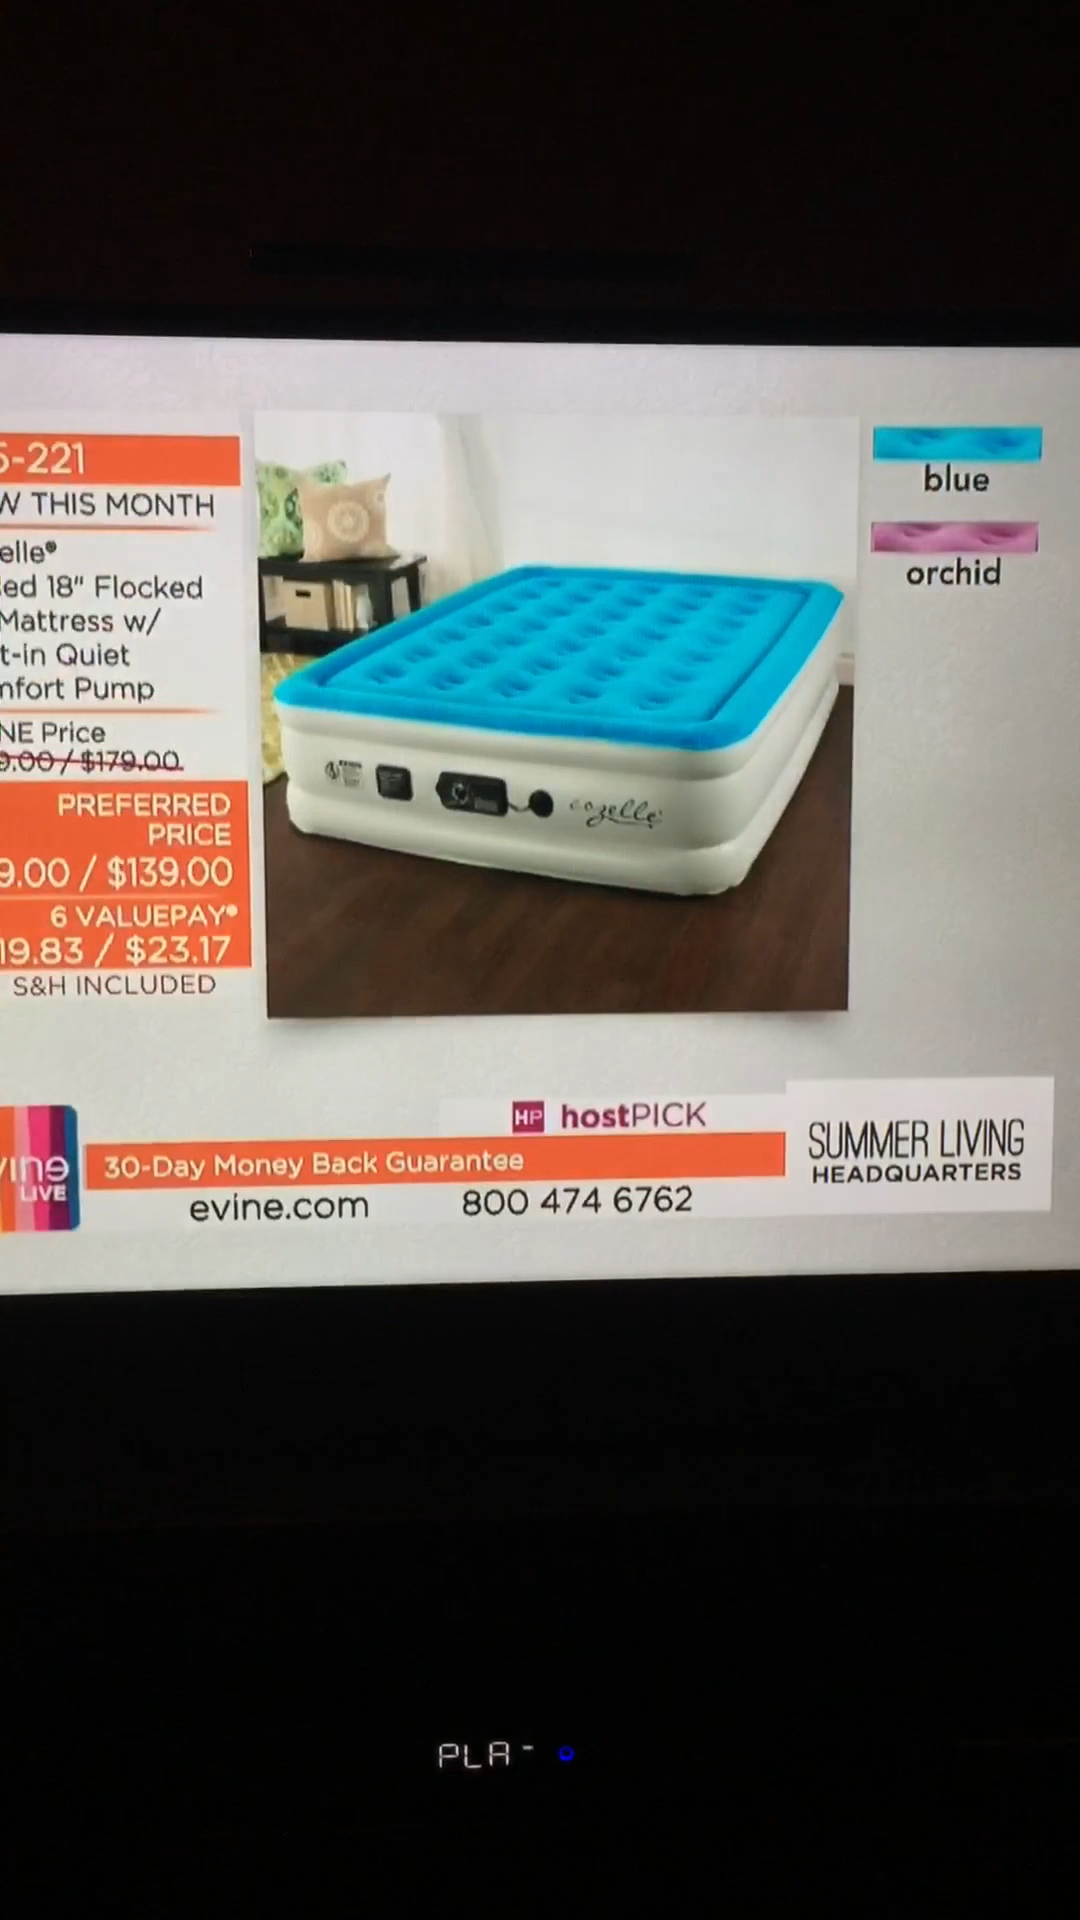 5-221
W THIS MONTH
elle®
ed 18" Flocked
Mattress w/
t-in Quiet
nfort Pump
NE Price
9.00 / $179.00
PREFERRED
PRICE
9.00 / $139.00
6 VALUEPAY®
19.83 / $23.17
S&H INCLUDED
blue
orchid
cozelle
HP hostPICK
vine
LIVE
30-Day Money Back Guarantee
evine.com 800 474 6762
SUMMER LIVING
HEADQUARTERS
PLA-